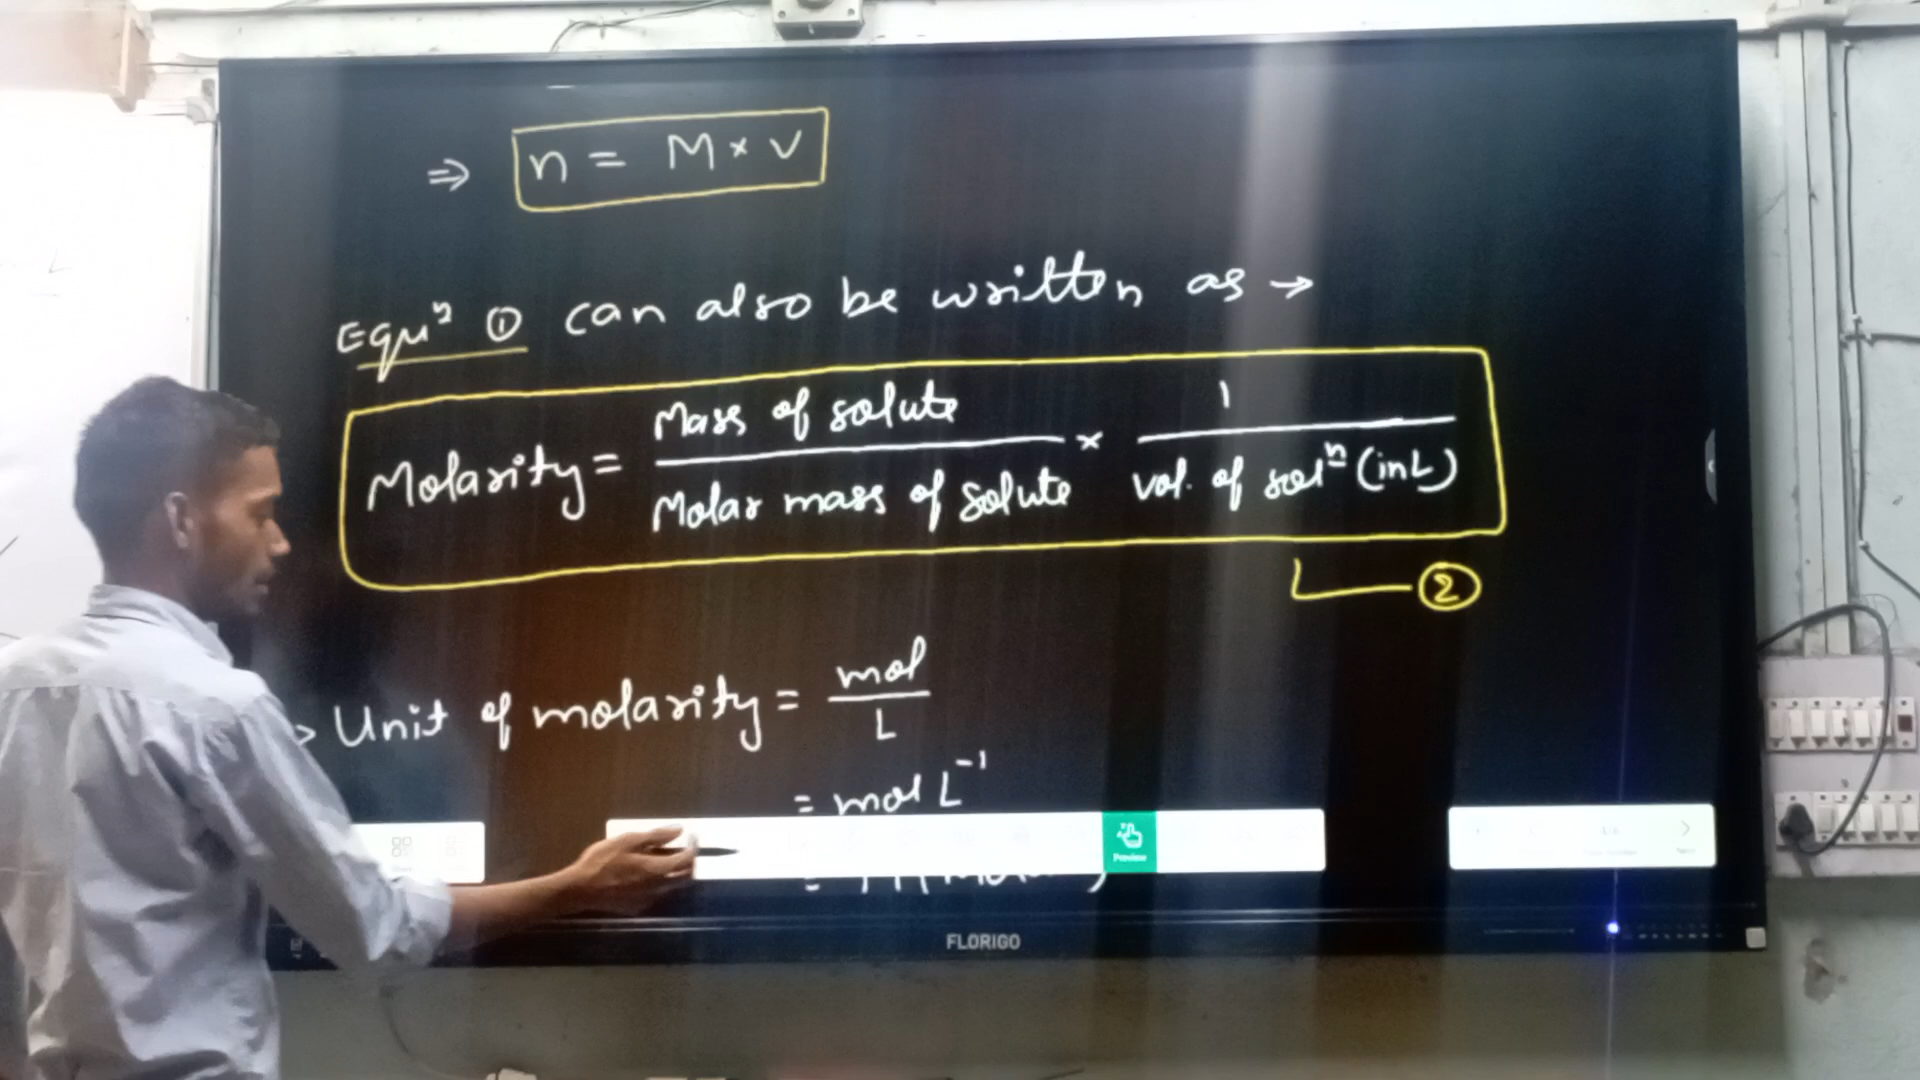 ⇒ n = M × V
Equⁿ ① can also be written as →
Molarity = Mass of solute / Molar mass of solute × 1 / vol. of solⁿ (in L)
②
> Unit of molarity = mol / L
= mol L⁻¹
Preview
FLORIGO